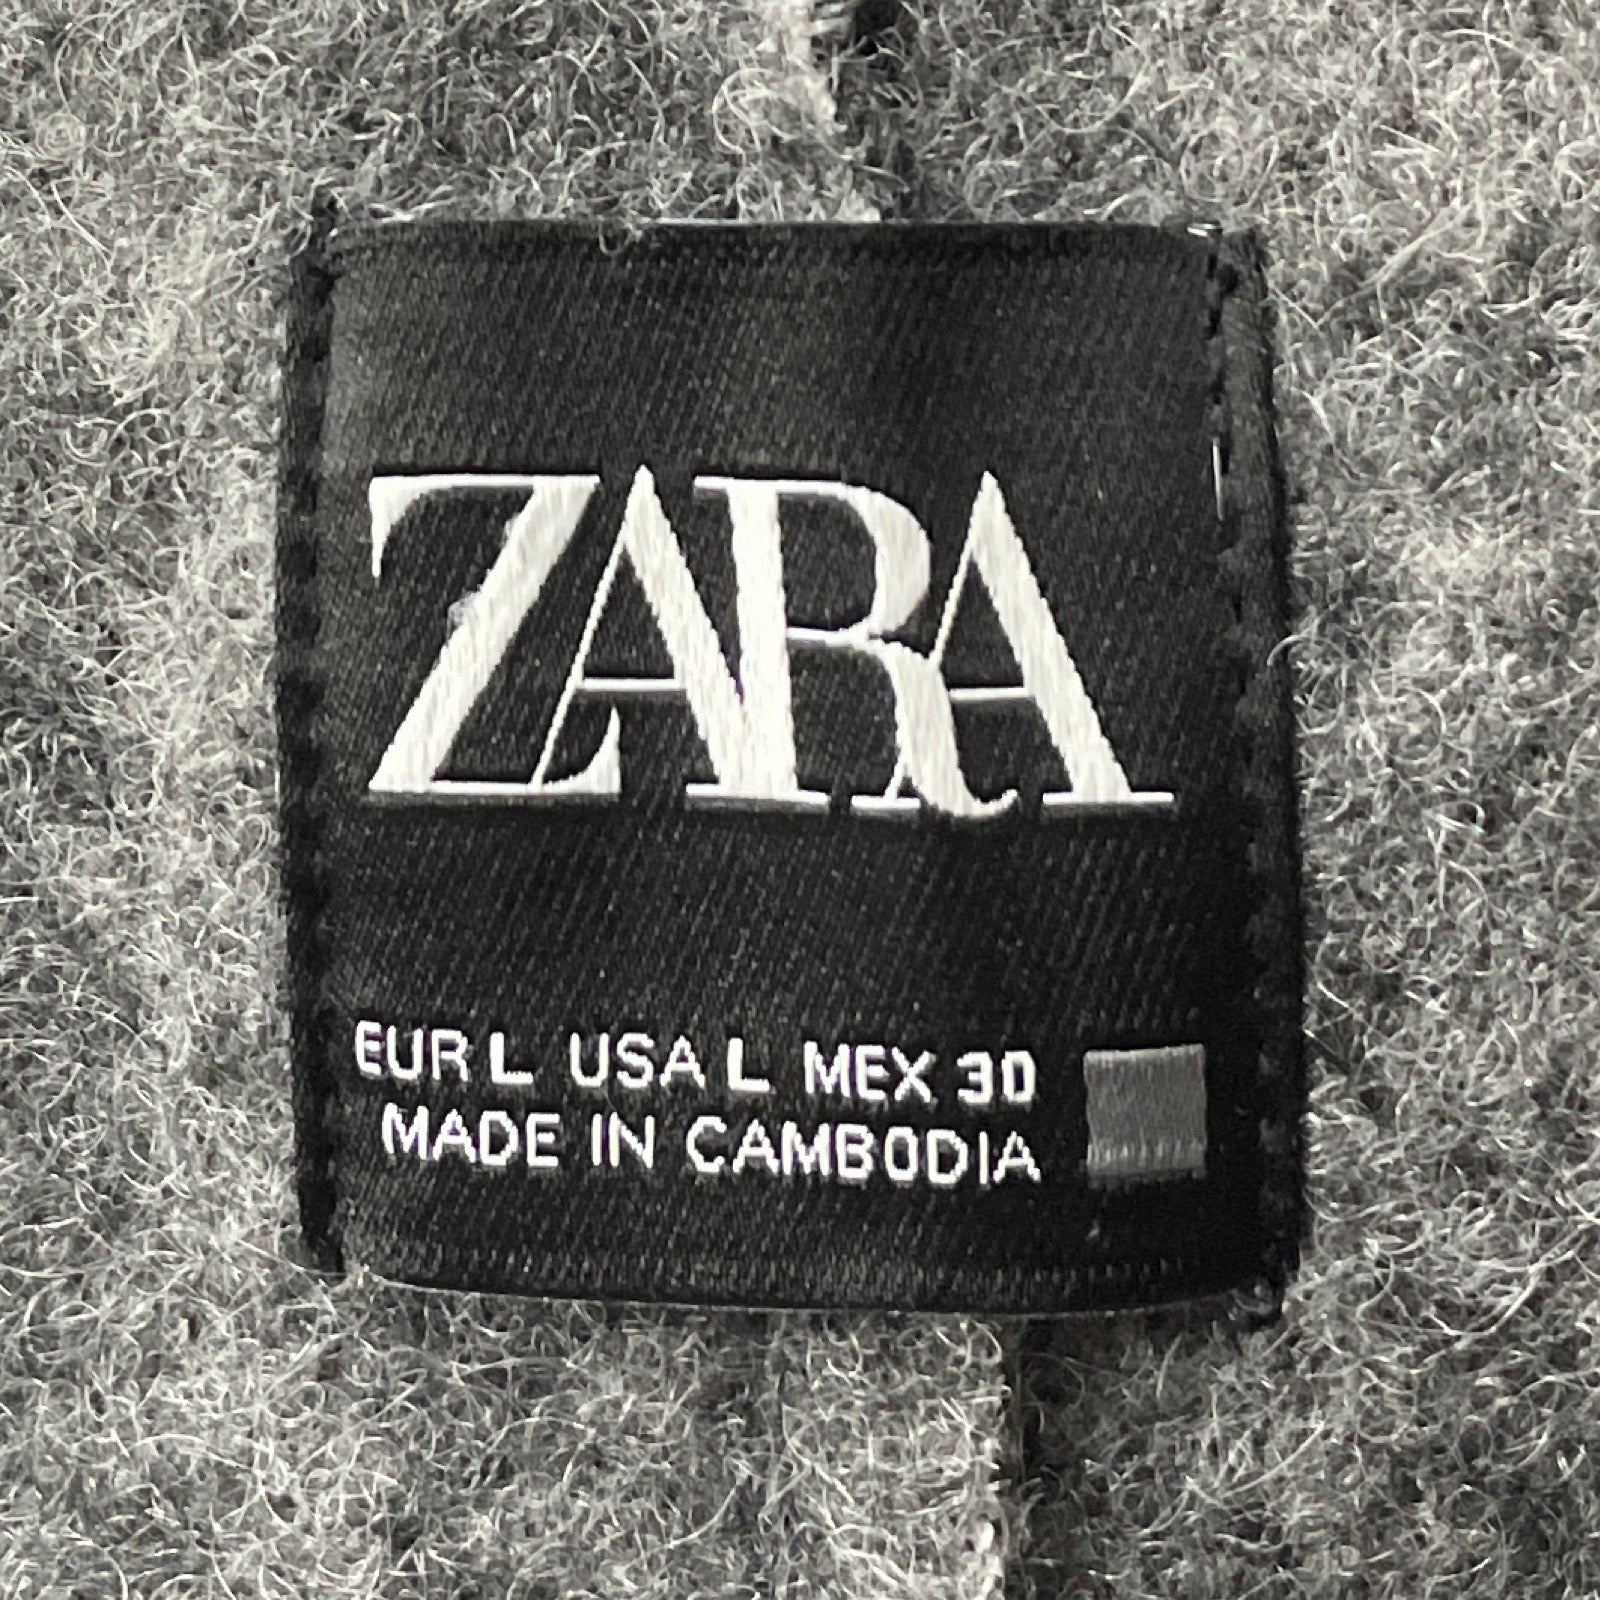 ZARA
EUR L USA L MEX 30
MADE IN CAMBODIA